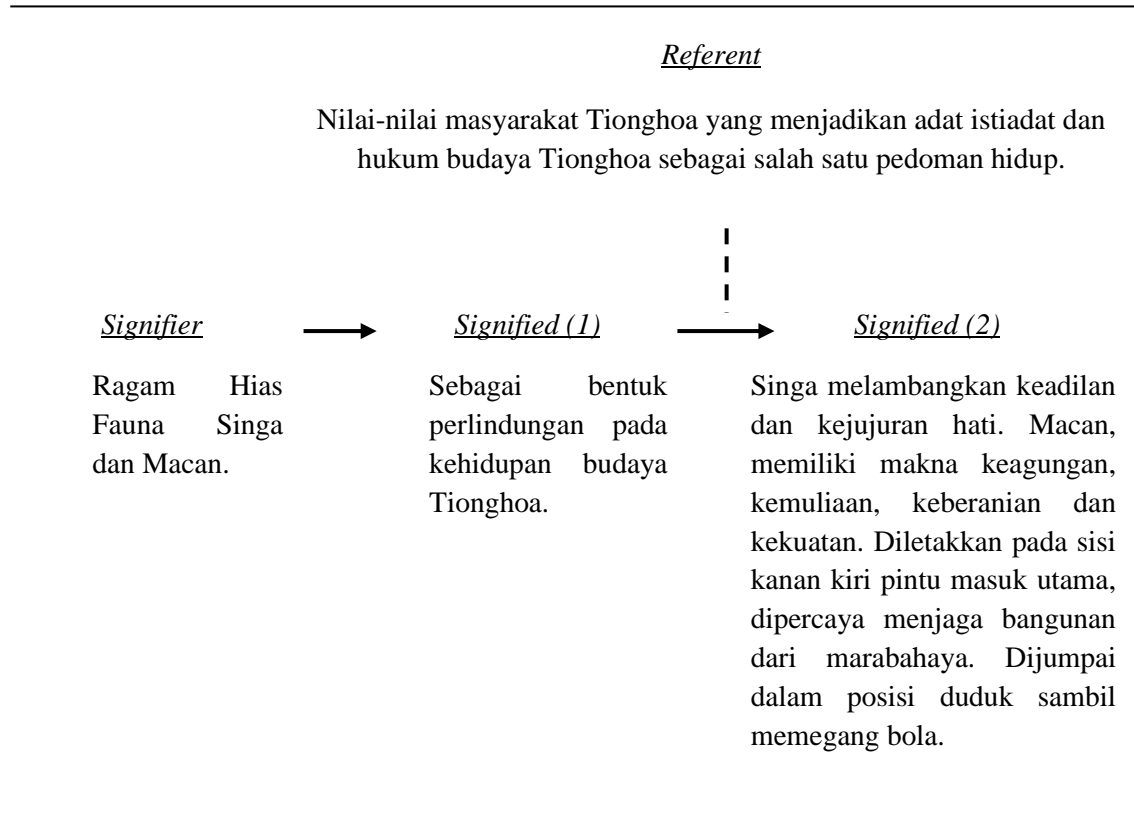 Referent
Nilai-nilai masyarakat Tionghoa yang menjadikan adat istiadat dan
hukum budaya Tionghoa sebagai salah satu pedoman hidup.
Signifier
Ragam Hias
Fauna Singa
dan Macan.
Signified (1)
Sebagai bentuk
perlindungan pada
kehidupan budaya
Tionghoa.
Signified (2)
Singa melambangkan keadilan
dan kejujuran hati. Macan,
memiliki makna keagungan,
kemuliaan, keberanian dan
kekuatan. Diletakkan pada sisi
kanan kiri pintu masuk utama,
dipercaya menjaga bangunan
dari marabahaya. Dijumpai
dalam posisi duduk sambil
memegang bola.